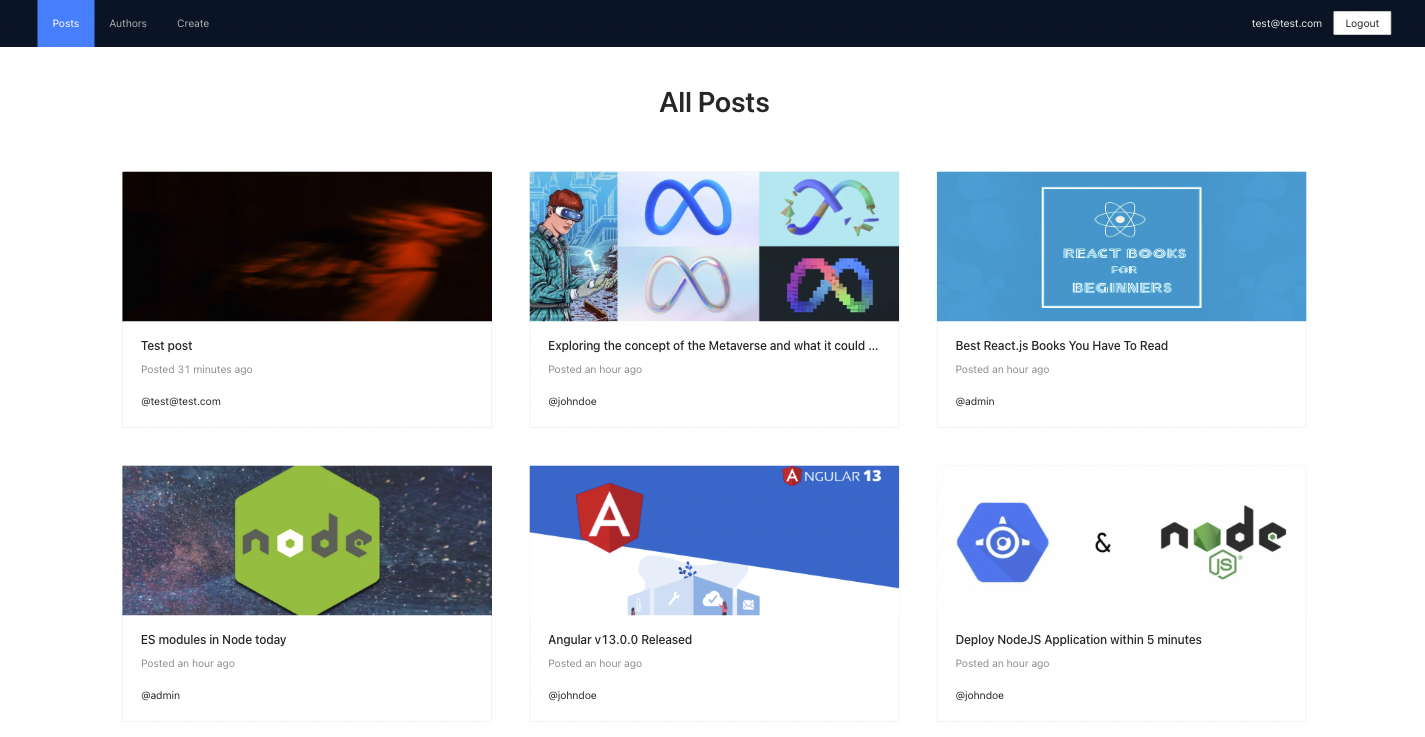 Posts Authors Create test@test.com Logout
All Posts
REACT BOOKS
FOR
BEGINNERS
Test post
Posted 31 minutes ago
@test@test.com
Exploring the concept of the Metaverse and what it could ...
Posted an hour ago
@johndoe
Best React.js Books You Have To Read
Posted an hour ago
@admin
node
ES modules in Node today
Posted an hour ago
@admin
A
ANGULAR 13
Angular v13.0.0 Released
Posted an hour ago
@johndoe
&
node
JS
Deploy NodeJS Application within 5 minutes
Posted an hour ago
@johndoe